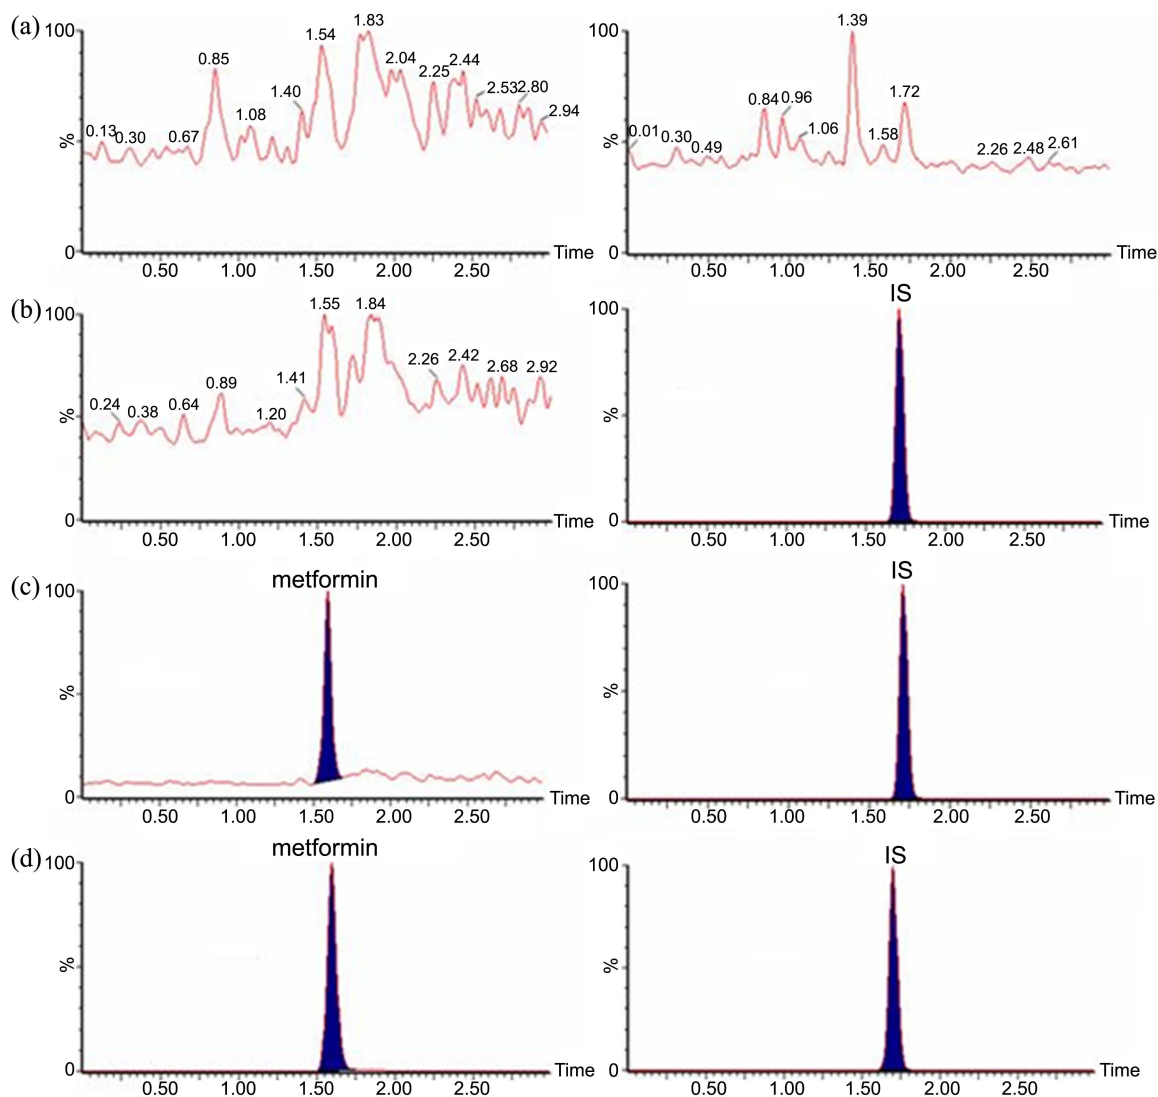 (a)
100
0.13
0.30
0.67
0.85
1.08
1.40
1.54
1.83
2.04
2.25
2.44
2.53
2.80
2.94
%
0
Time
0.50 1.00 1.50 2.00 2.50
100
0.01
0.30
0.49
0.84
0.96
1.06
1.39
1.58
1.72
2.26
2.48
2.61
%
0
Time
0.50 1.00 1.50 2.00 2.50
(b)
100
0.24
0.38
0.64
0.89
1.20
1.41
1.55
1.84
2.26
2.42
2.68
2.92
%
0
Time
0.50 1.00 1.50 2.00 2.50
IS
100
%
0
Time
0.50 1.00 1.50 2.00 2.50
(c)
metformin
100
%
0
Time
0.50 1.00 1.50 2.00 2.50
IS
100
%
0
Time
0.50 1.00 1.50 2.00 2.50
(d)
metformin
100
%
0
Time
0.50 1.00 1.50 2.00 2.50
IS
100
%
0
Time
0.50 1.00 1.50 2.00 2.50